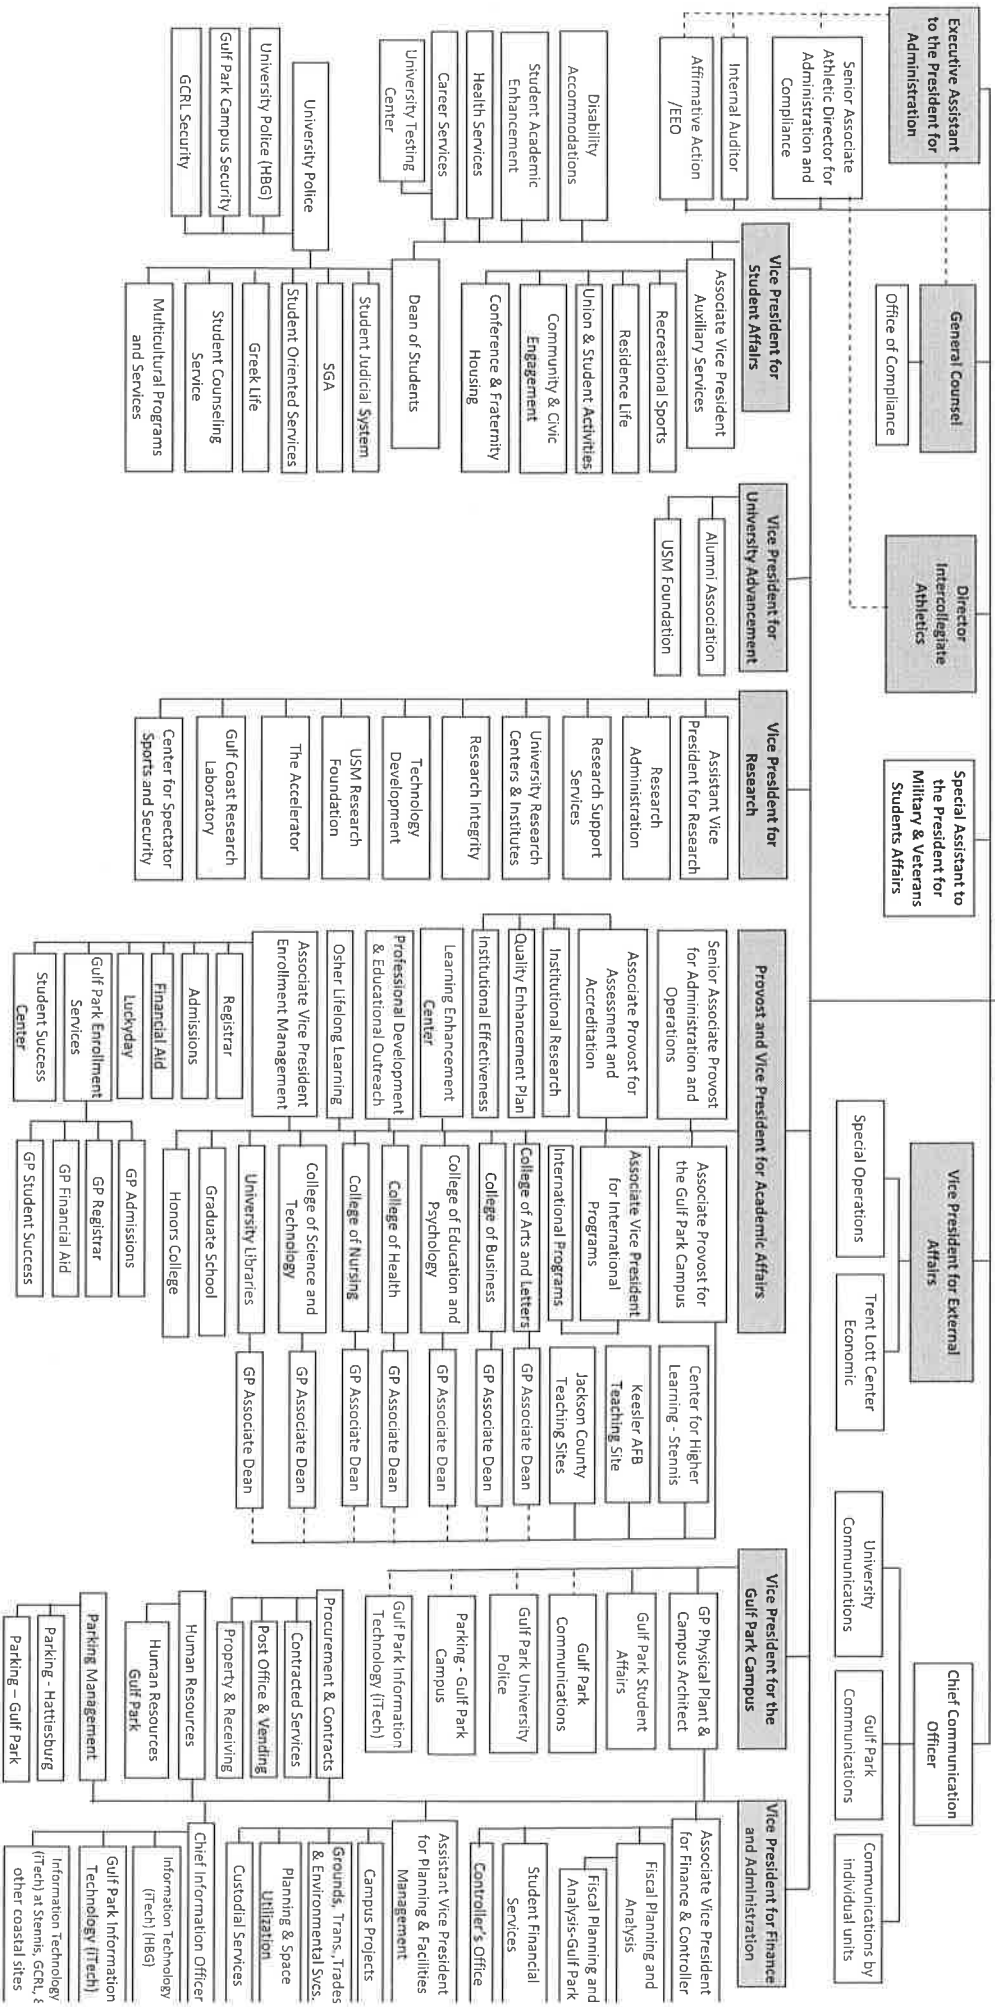 Executive Assistant
to the President for
Administration
Senior Associate
Athletic Director for
Administration and
Compliance
Internal Auditor
Affirmative Action
/EEO
General Counsel
Office of Compliance
Director
Intercollegiate
Athletics
Special Assistant to
the President for
Military & Veterans
Students Affairs
Vice President for External
Affairs
Special Operations
Trent Lott Center
Economic
Chief Communication
Officer
University
Communications
Gulf Park
Communications
Communications by
individual units
Vice President for
Student Affairs
Disability
Accommodations
Student Academic
Enhancement
Health Services
Career Services
University Testing
Center
Associate Vice President
Auxiliary Services
Recreational Sports
Residence Life
Union & Student Activities
Community & Civic
Engagement
Conference & Fraternity
Housing
Dean of Students
Student Judicial System
SGA
Student Oriented Services
Greek Life
Student Counseling
Service
Multicultural Programs
and Services
University Police
University Police (HBG)
Gulf Park Campus Security
GCRL Security
Vice President for
University Advancement
Alumni Association
USM Foundation
Vice President for
Research
Assistant Vice
President for Research
Research
Administration
Research Support
Services
University Research
Centers & Institutes
Research Integrity
Technology
Development
USM Research
Foundation
The Accelerator
Gulf Coast Research
Laboratory
Center for Spectator
Sports and Security
Provost and Vice President for Academic Affairs
Senior Associate Provost
for Administration and
Operations
Associate Provost for
Assessment and
Accreditation
Institutional Research
Quality Enhancement Plan
Institutional Effectiveness
Learning Enhancement
Center
Professional Development
& Educational Outreach
Osher Lifelong Learning
Associate Vice President
Enrollment Management
Registrar
Admissions
Financial Aid
Luckyday
Gulf Park Enrollment
Services
Student Success
Center
GP Admissions
GP Registrar
GP Financial Aid
GP Student Success
Associate Provost for
the Gulf Park Campus
Associate Vice President
for International
Programs
International Programs
College of Arts and Letters
College of Business
College of Education and
Psychology
College of Health
College of Nursing
College of Science and
Technology
University Libraries
Graduate School
Honors College
Center for Higher
Learning - Stennis
Keesler AFB
Teaching Site
Jackson County
Teaching Sites
GP Associate Dean
GP Associate Dean
GP Associate Dean
GP Associate Dean
GP Associate Dean
GP Associate Dean
GP Associate Dean
Vice President for the
Gulf Park Campus
GP Physical Plant &
Campus Architect
Gulf Park Student
Affairs
Gulf Park
Communications
Gulf Park University
Police
Parking - Gulf Park
Campus
Gulf Park Information
Technology (iTech)
Procurement & Contracts
Contracted Services
Post Office & Vending
Property & Receiving
Human Resources
Human Resources
Gulf Park
Parking Management
Parking - Hattiesburg
Parking – Gulf Park
Vice President for Finance
and Administration
Associate Vice President
for Finance & Controller
Fiscal Planning and
Analysis
Fiscal Planning and
Analysis-Gulf Park
Student Financial
Services
Controller's Office
Assistant Vice President
for Planning & Facilities
Management
Campus Projects
Grounds, Trans., Trades
& Environmental Svcs.
Planning & Space
Utilization
Custodial Services
Chief Information Officer
Information Technology
(iTech) (HBG)
Gulf Park Information
Technology (iTech)
Information Technology
(iTech) at Stennis, GCRL, &
other coastal sites